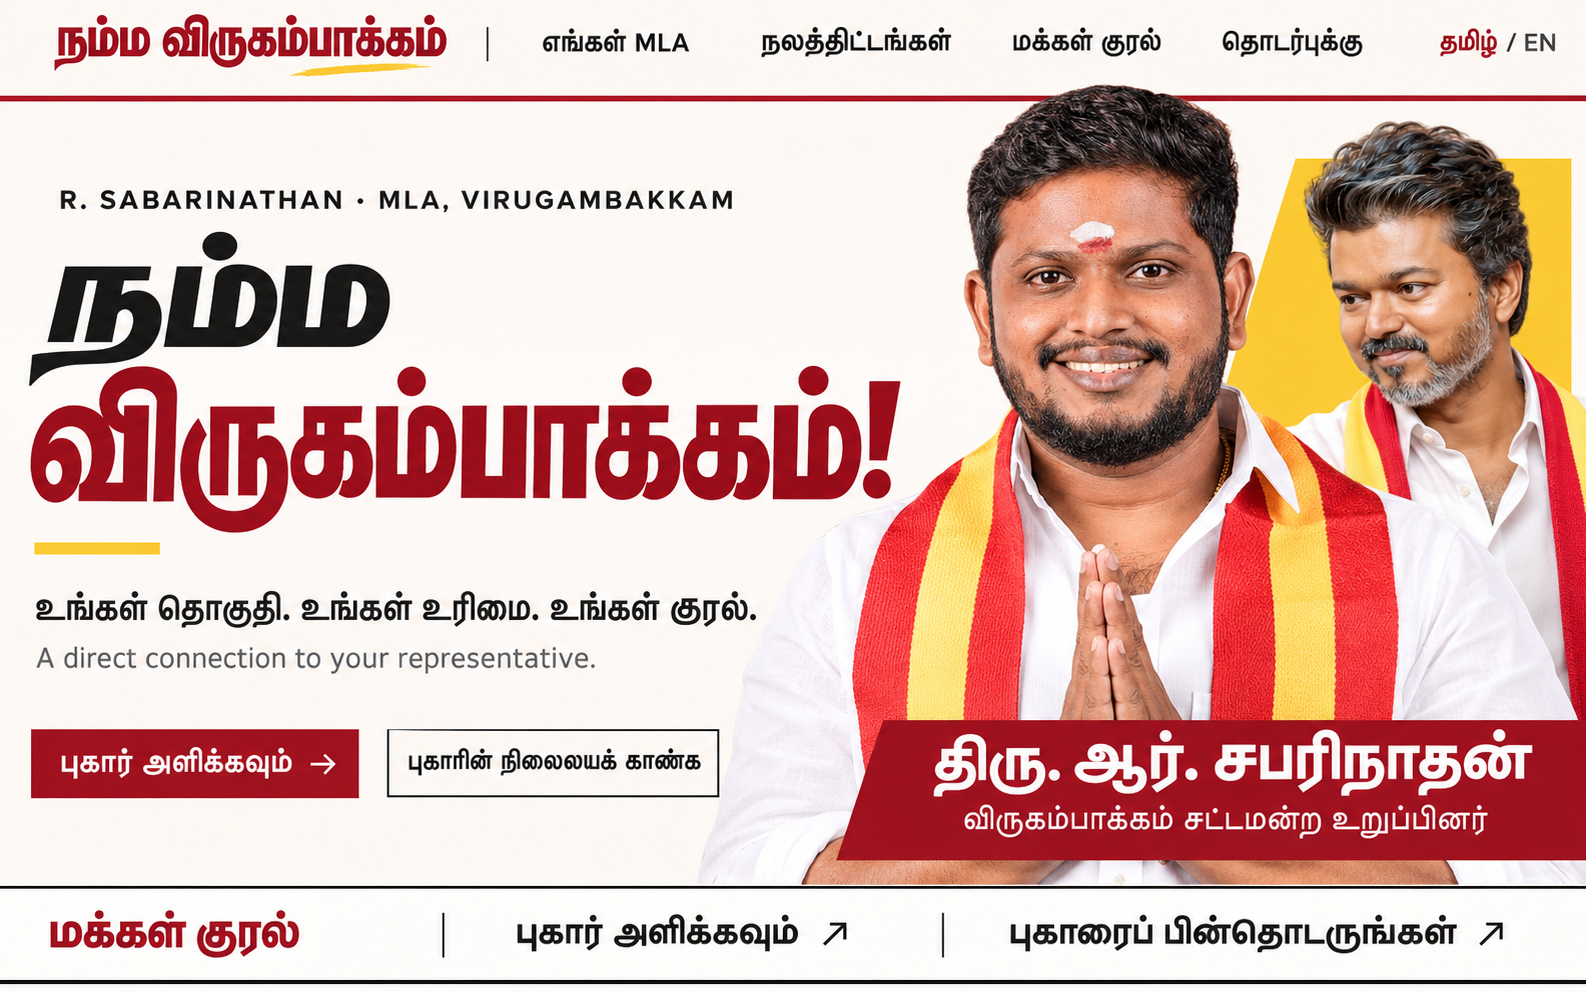 நம்ம விருகம்பாக்கம்
எங்கள் MLA
நலத்திட்டங்கள்
மக்கள் குரல்
தொடர்புக்கு
தமிழ் / EN
R. SABARINATHAN • MLA, VIRUGAMBAKKAM
நம்ம
விருகம்பாக்கம்!
உங்கள் தொகுதி. உங்கள் உரிமை. உங்கள் குரல்.
A direct connection to your representative.
புகார் அளிக்கவும் →
புகாரின் நிலைலயக் காண்க
திரு. ஆர். சபரிநாதன்
விருகம்பாக்கம் சட்டமன்ற உறுப்பினர்
மக்கள் குரல்
புகார் அளிக்கவும் ↗
புகாரைப் பின்தொடருங்கள் ↗